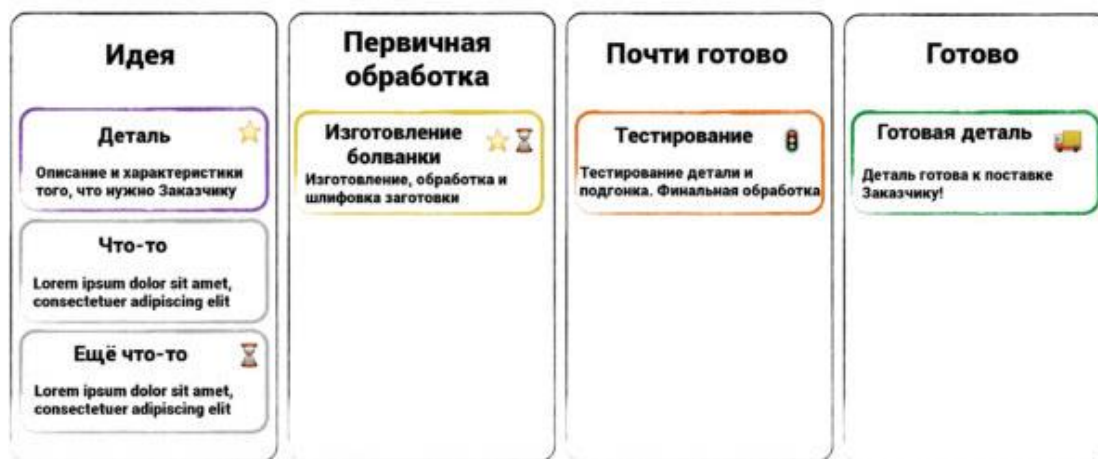 Идея
Деталь
Описание и характеристики
того, что нужно Заказчику
Что-то
Lorem ipsum dolor sit amet,
consectetuer adipiscing elit
Ещё что-то
Lorem ipsum dolor sit amet,
consectetuer adipiscing elit
Первичная
обработка
Изготовление
болванки
Изготовление, обработка и
шлифовка заготовки
Почти готово
Тестирование
Тестирование детали и
подгонка. Финальная обработка
Готово
Готовая деталь
Деталь готова к поставке
Заказчику!